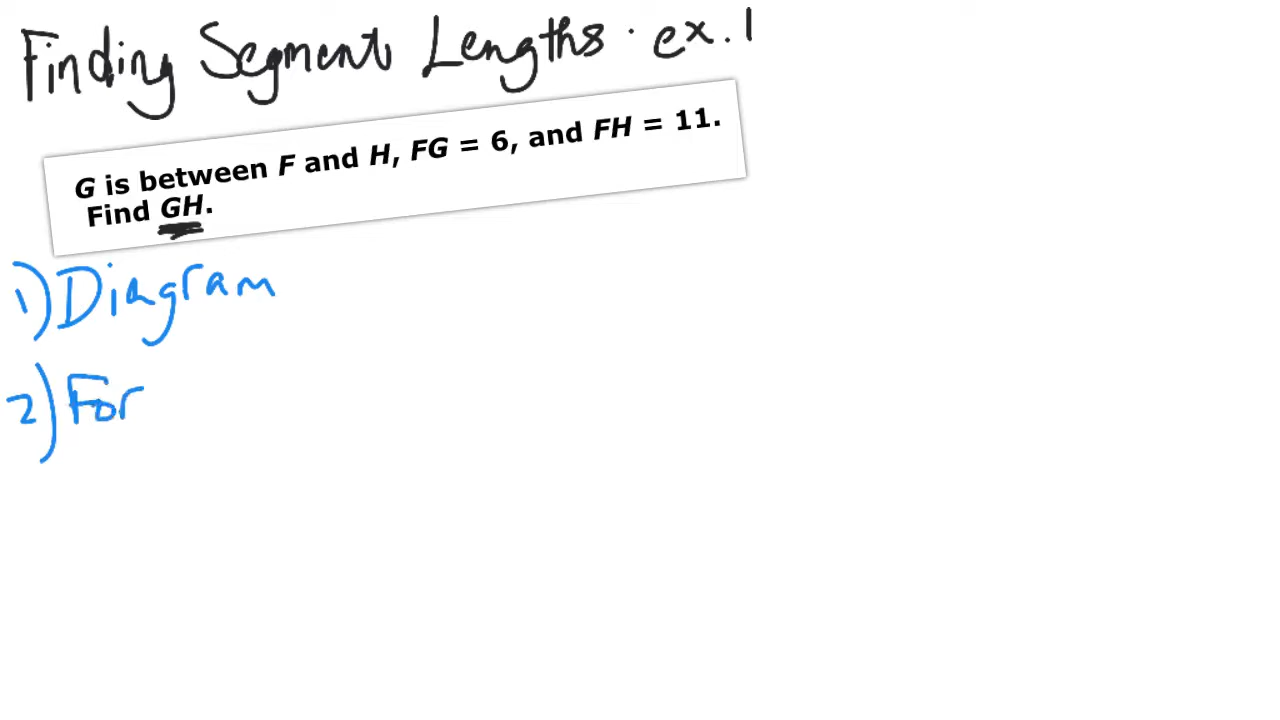 Finding Segment Lengths · ex. 1
G is between F and H, FG = 6, and FH = 11.
Find GH.
1) Diagram
2) For